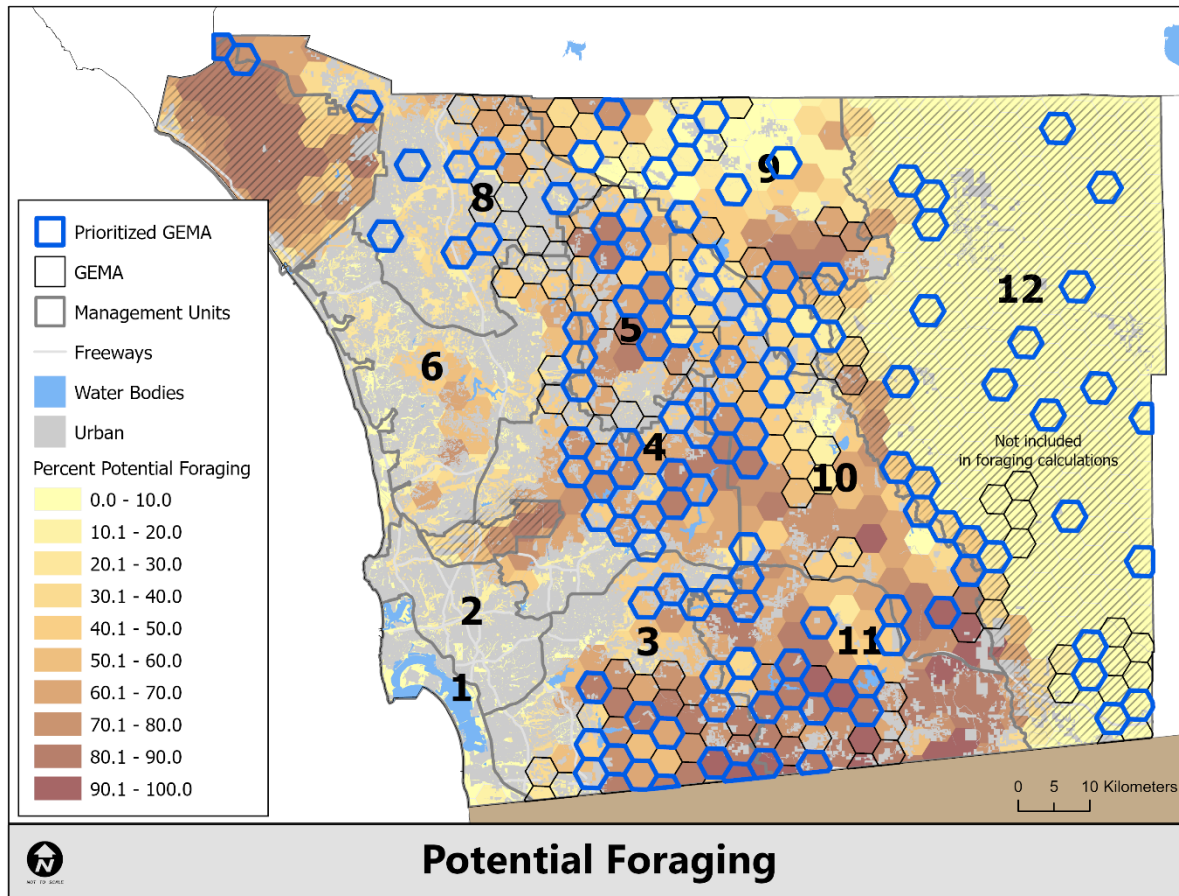 Prioritized GEMA
GEMA
Management Units
Freeways
Water Bodies
Urban
Percent Potential Foraging
0.0 - 10.0
10.1 - 20.0
20.1 - 30.0
30.1 - 40.0
40.1 - 50.0
50.1 - 60.0
60.1 - 70.0
70.1 - 80.0
80.1 - 90.0
90.1 - 100.0
8
9
12
5
6
4
Not included
in foraging calculations
10
2
3
11
1
0 5 10 Kilometers
N
NOT TO SCALE
Potential Foraging